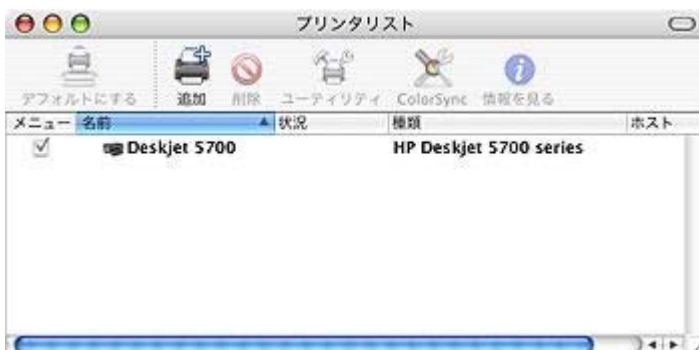 プリンタリスト
デフォルトにする 追加 削除 ユーティリティ ColorSync 情報を見る
メニュー 名前 状況 種類 ホスト
Deskjet 5700 HP Deskjet 5700 series